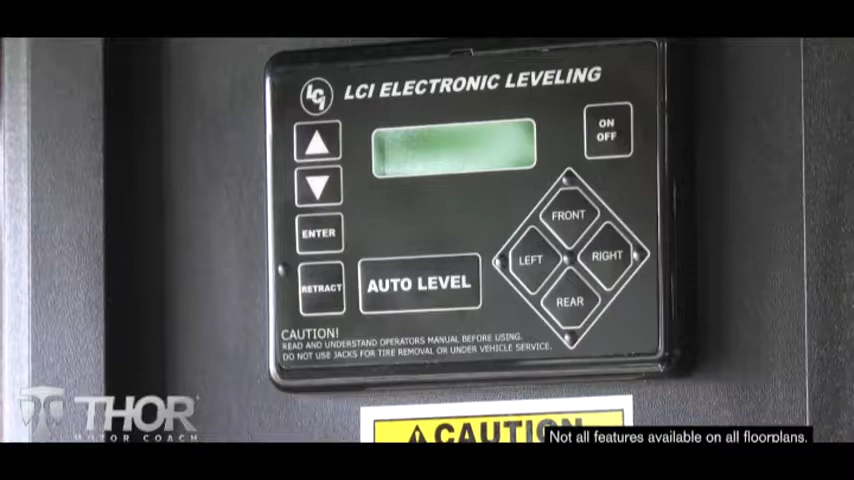 LCI LCI ELECTRONIC LEVELING
ON
OFF
ENTER
RETRACT
AUTO LEVEL
FRONT
LEFT
RIGHT
REAR
CAUTION!
READ AND UNDERSTAND OPERATORS MANUAL BEFORE USING.
DO NOT USE JACKS FOR TIRE REMOVAL OR UNDER VEHICLE SERVICE.
THOR
MOTOR COACH
CAUTION
Not all features available on all floorplans.